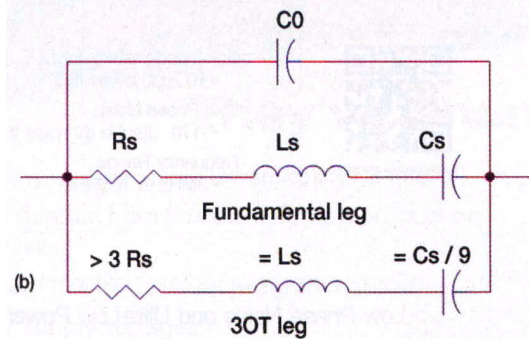 C0
Rs Ls Cs
Fundamental leg
> 3 Rs = Ls = Cs / 9
(b)
3OT leg